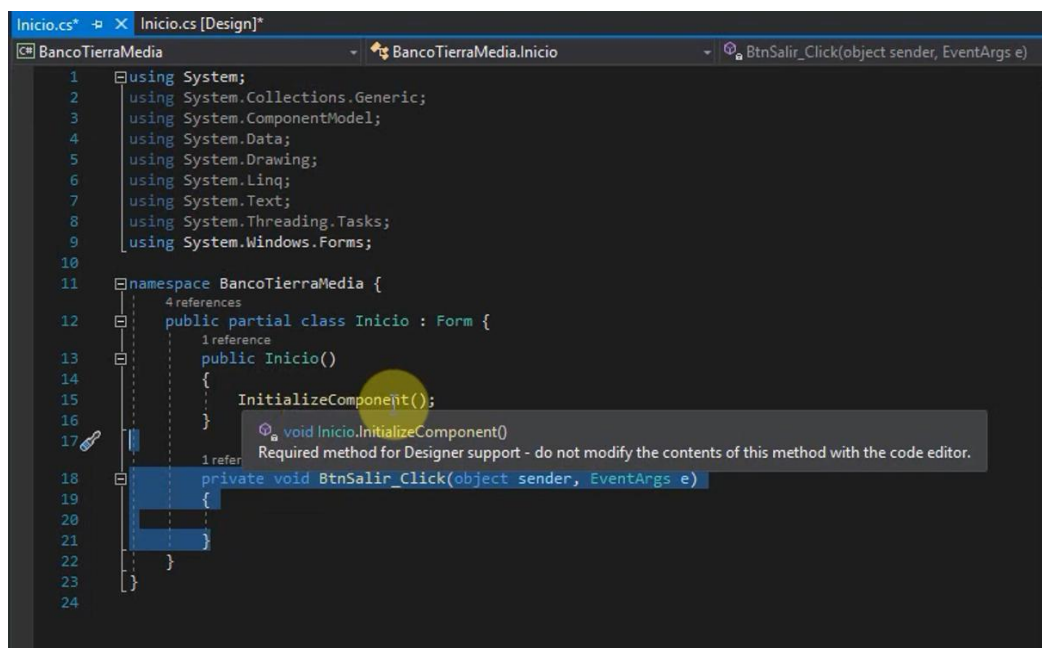 Inicio.cs* Inicio.cs [Design]*
C# BancoTierraMedia BancoTierraMedia.Inicio BtnSalir_Click(object sender, EventArgs e)
1 using System;
2 using System.Collections.Generic;
3 using System.ComponentModel;
4 using System.Data;
5 using System.Drawing;
6 using System.Linq;
7 using System.Text;
8 using System.Threading.Tasks;
9 using System.Windows.Forms;
10
11 namespace BancoTierraMedia {
4 references
12 public partial class Inicio : Form {
1 reference
13 public Inicio()
14 {
15 InitializeComponent();
16 }
void Inicio.InitializeComponent()
17
Required method for Designer support - do not modify the contents of this method with the code editor.
1 refer
18 private void BtnSalir_Click(object sender, EventArgs e)
19 {
20
21 }
22 }
23 }
24